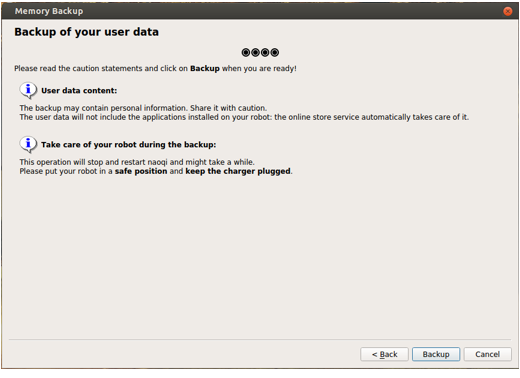 Memory Backup
Backup of your user data
Please read the caution statements and click on Backup when you are ready!
User data content:
The backup may contain personal information. Share it with caution.
The user data will not include the applications installed on your robot: the online store service automatically takes care of it.
Take care of your robot during the backup:
This operation will stop and restart naoqi and might take a while.
Please put your robot in a safe position and keep the charger plugged.
< Back
Backup
Cancel